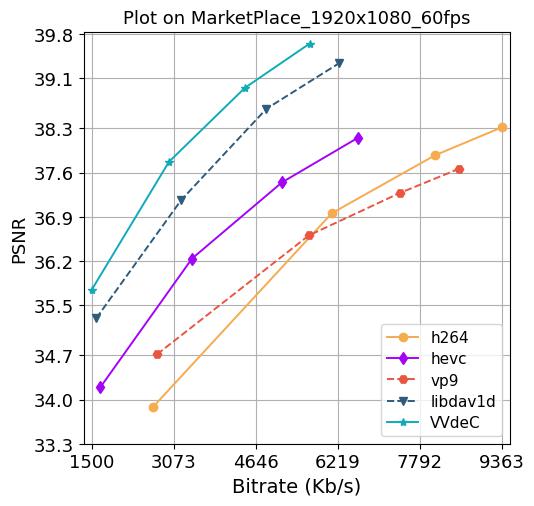 Plot on MarketPlace_1920x1080_60fps
39.8
39.1
38.3
37.6
36.9
36.2
35.5
34.7
34.0
33.3
PSNR
h264
hevc
vp9
libdav1d
VVdeC
1500 3073 4646 6219 7792 9363
Bitrate (Kb/s)